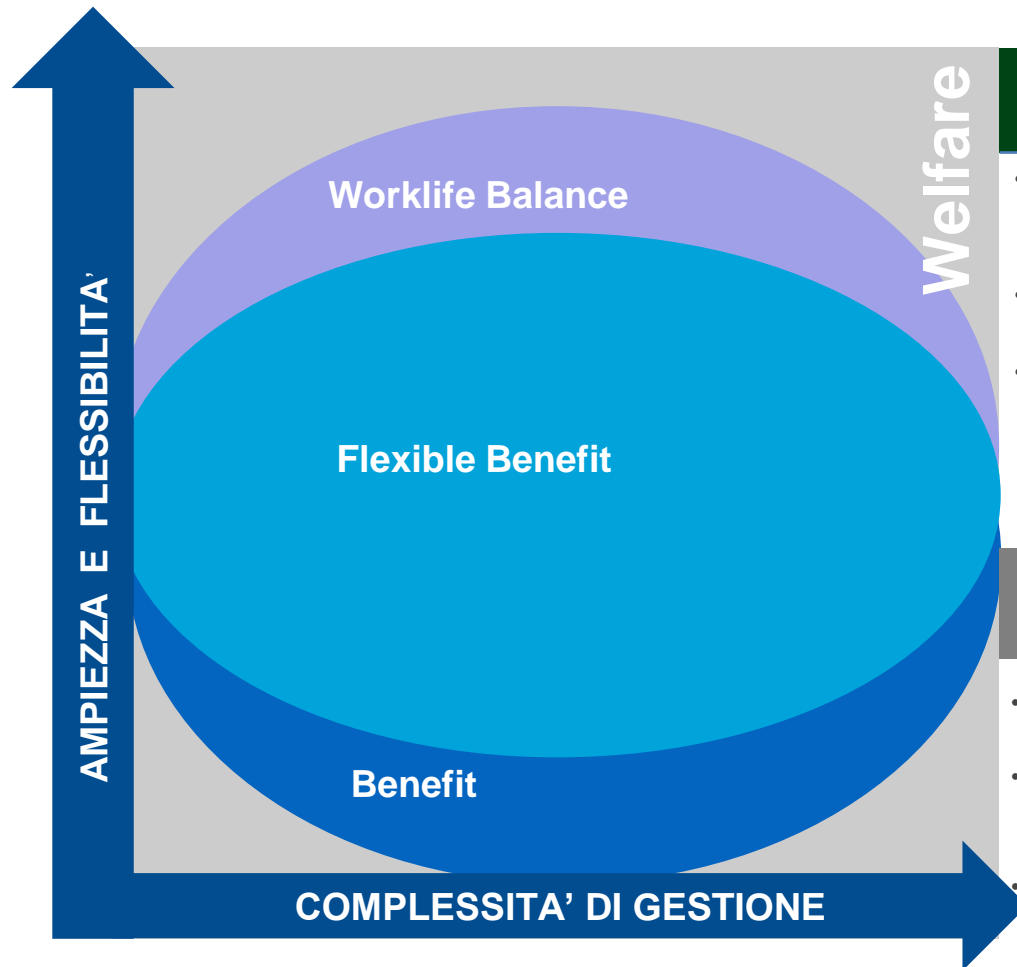 Welfare
Worklife Balance
AMPIEZZA E FLESSIBILITA’
Flexible Benefit
Benefit
COMPLESSITA’ DI GESTIONE